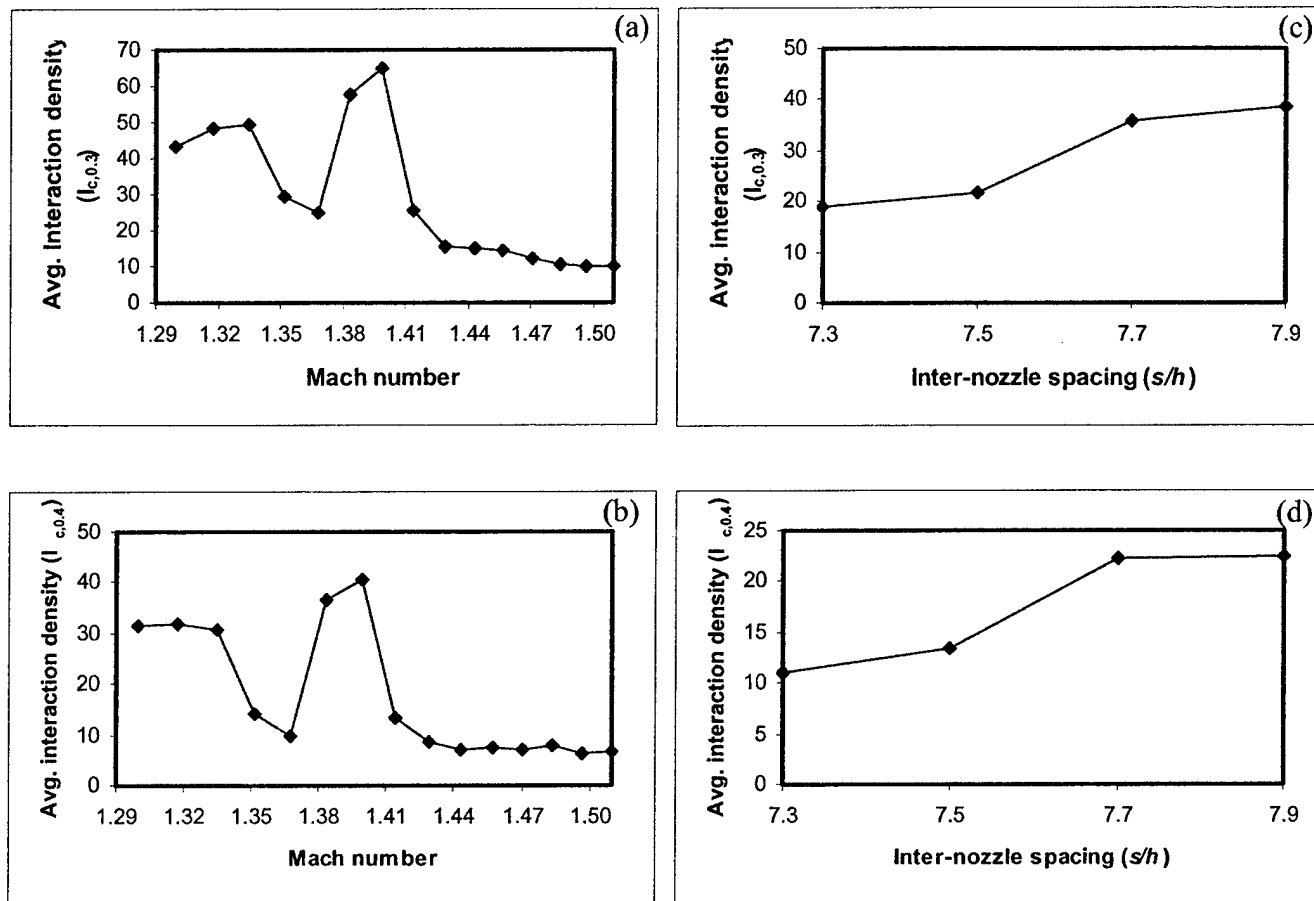 (a)
Avg. Interaction density
(Ic,0.3)
70
60
50
40
30
20
10
0
1.29 1.32 1.35 1.38 1.41 1.44 1.47 1.50
Mach number
(c)
Avg. Interaction density
(Ic,0.3)
50
40
30
20
10
0
7.3 7.5 7.7 7.9
Inter-nozzle spacing (s/h)
(b)
Avg. interaction density (I c,0.4)
50
40
30
20
10
0
1.29 1.32 1.35 1.38 1.41 1.44 1.47 1.50
Mach number
(d)
Avg. interaction density (I c,0.4)
25
20
15
10
5
0
7.3 7.5 7.7 7.9
Inter-nozzle spacing (s/h)